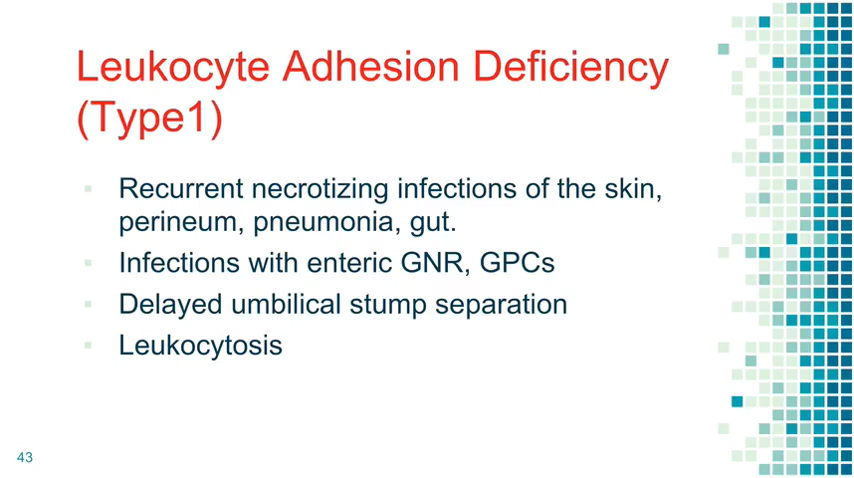 Leukocyte Adhesion Deficiency
(Type1)
Recurrent necrotizing infections of the skin,
perineum, pneumonia, gut.
Infections with enteric GNR, GPCs
Delayed umbilical stump separation
Leukocytosis
43